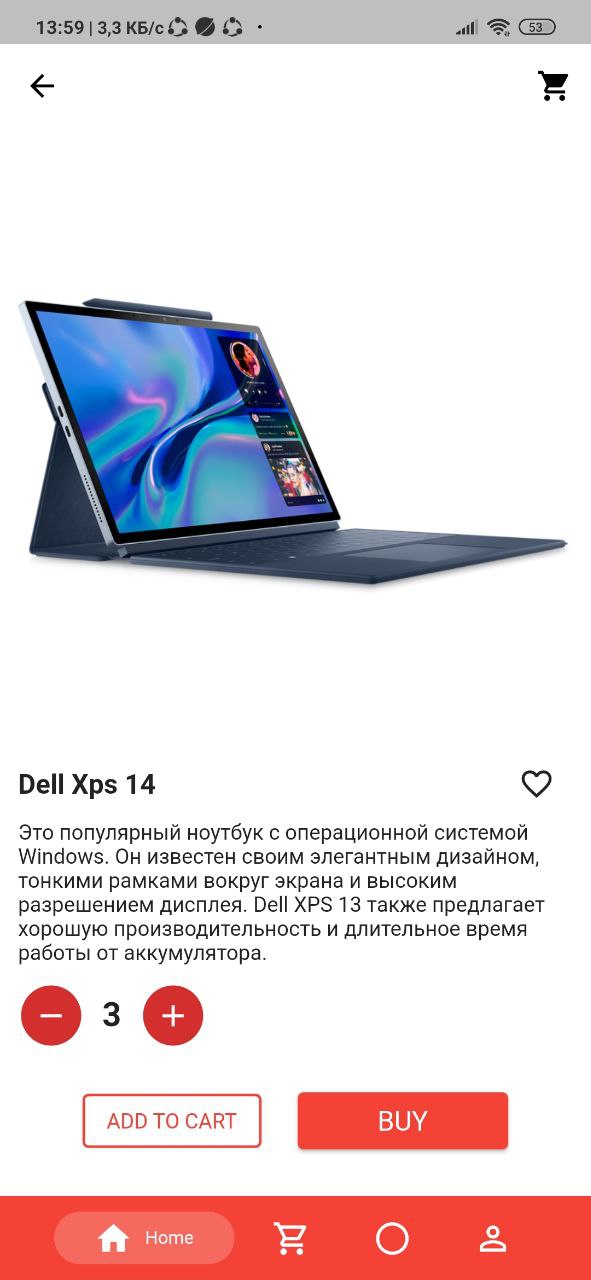 13:59 | 3,3 КБ/с
53
Dell Xps 14
Это популярный ноутбук с операционной системой
Windows. Он известен своим элегантным дизайном,
тонкими рамками вокруг экрана и высоким
разрешением дисплея. Dell XPS 13 также предлагает
хорошую производительность и длительное время
работы от аккумулятора.
3
ADD TO CART
BUY
Home